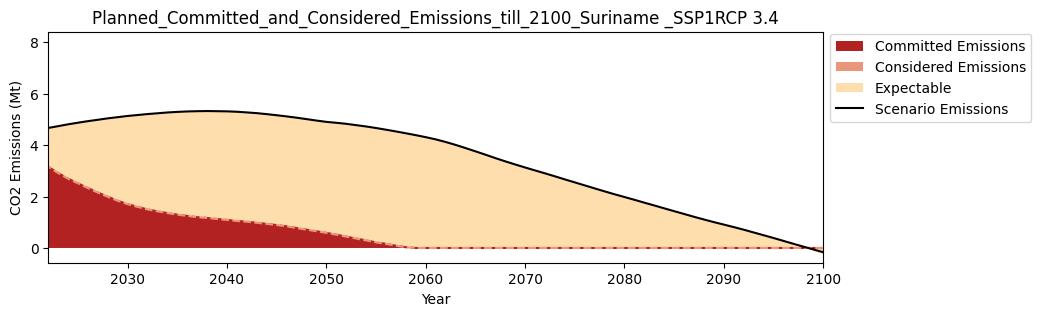 Planned_Committed_and_Considered_Emissions_till_2100_Suriname _SSP1RCP 3.4
CO2 Emissions (Mt)
8
6
4
2
0
2030 2040 2050 2060 2070 2080 2090 2100
Year
Committed Emissions
Considered Emissions
Expectable
Scenario Emissions